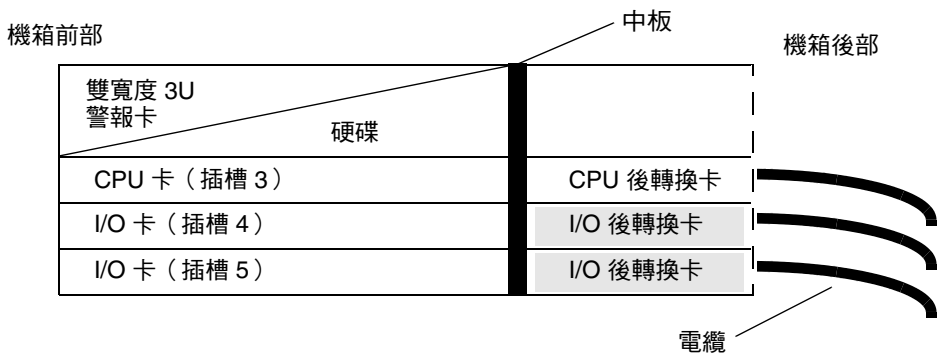 中板
機箱前部
機箱後部
雙寬度 3U
警報卡
硬碟
CPU 卡（插槽 3）
CPU 後轉換卡
I/O 卡（插槽 4）
I/O 後轉換卡
I/O 卡（插槽 5）
I/O 後轉換卡
電纜